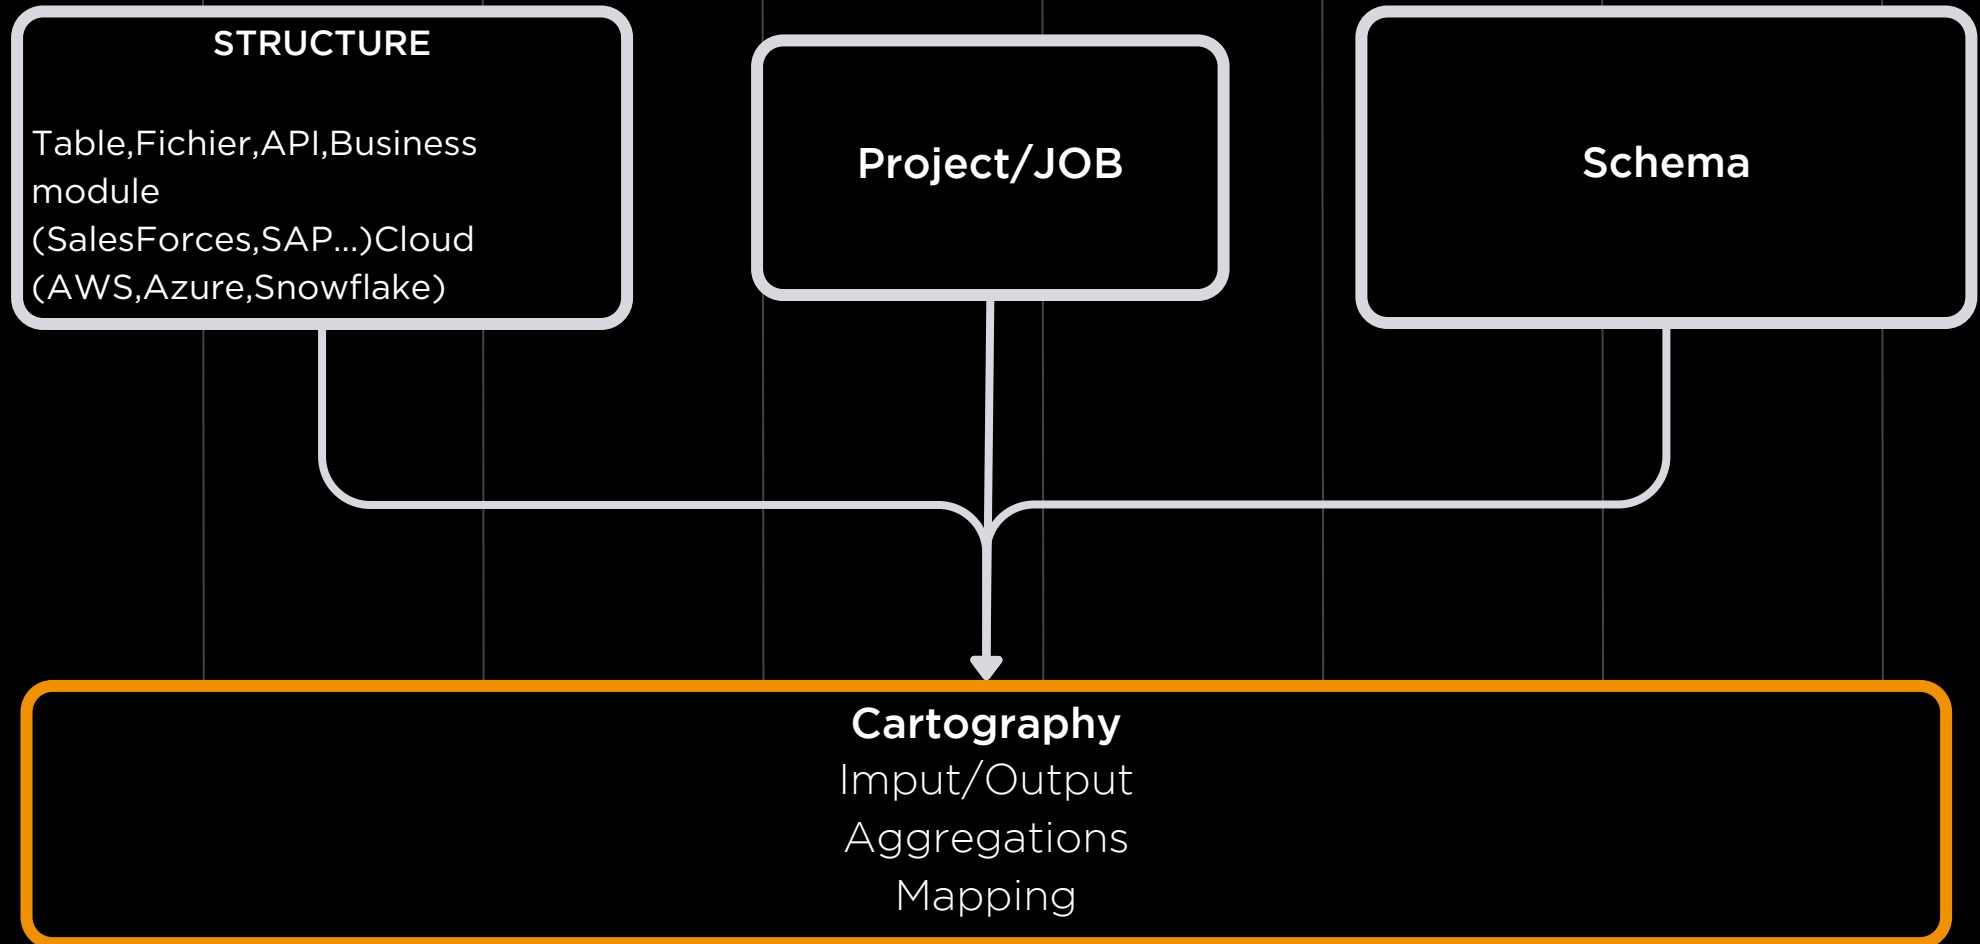 STRUCTURE
Table,Fichier,API,Business
module
(SalesForces,SAP...)Cloud
(AWS,Azure,Snowflake)
Project/JOB
Schema
Cartography
Imput/Output
Aggregations
Mapping